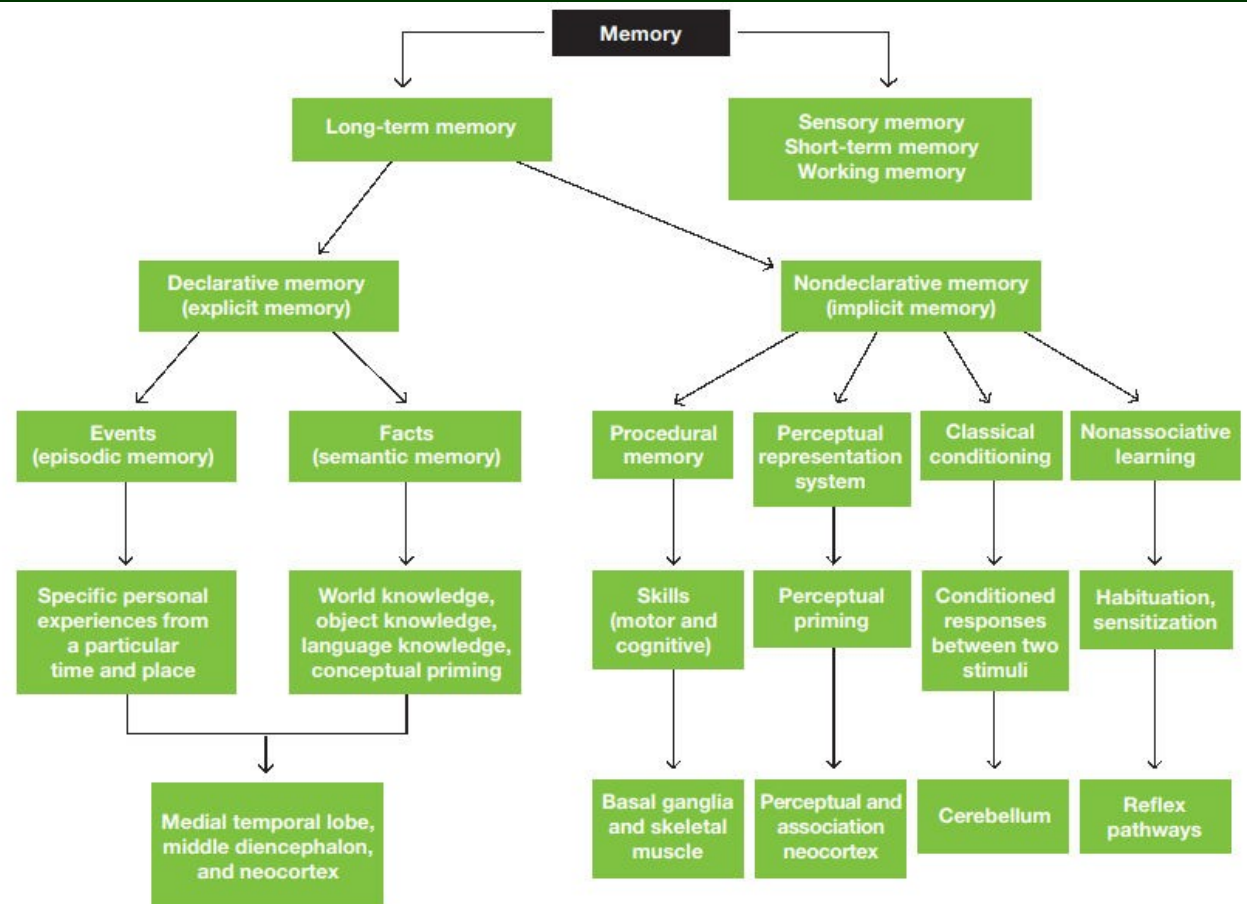 Memory
Long-term memory
Sensory memory
Short-term memory
Working memory
Declarative memory
(explicit memory)
Nondeclarative memory
(implicit memory)
Events
(episodic memory)
Facts
(semantic memory)
Procedural
memory
Perceptual
representation
system
Classical
conditioning
Nonassociative
learning
Specific personal
experiences from
a particular
time and place
World knowledge,
object knowledge,
language knowledge,
conceptual priming
Skills
(motor and
cognitive)
Perceptual
priming
Conditioned
responses
between two
stimuli
Habituation,
sensitization
Medial temporal lobe,
middle diencephalon,
and neocortex
Basal ganglia
and skeletal
muscle
Perceptual and
association
neocortex
Cerebellum
Reflex
pathways